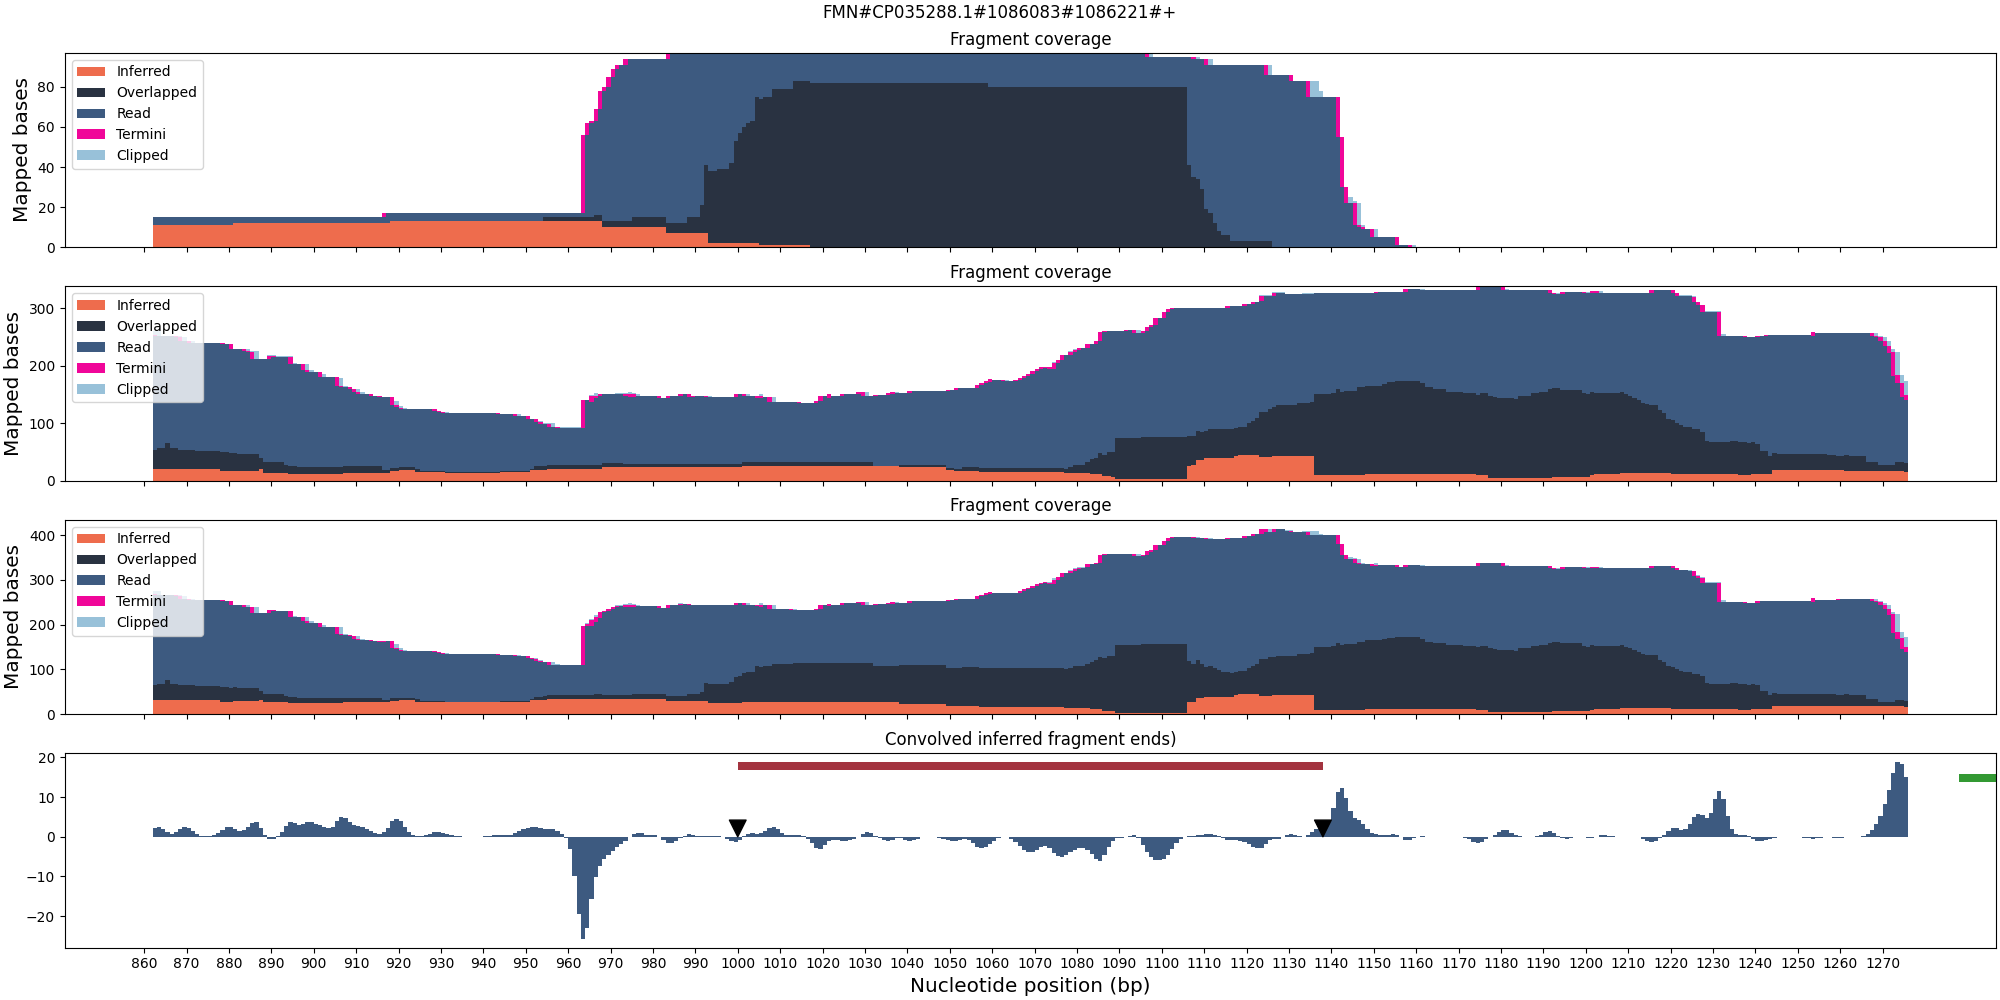 FMN#CP035288.1#1086083#1086221#+
Fragment coverage
Mapped bases
80
60
40
20
0
Inferred
Overlapped
Read
Termini
Clipped
Fragment coverage
Mapped bases
300
200
100
0
Inferred
Overlapped
Read
Termini
Clipped
Fragment coverage
Mapped bases
400
300
200
100
0
Inferred
Overlapped
Read
Termini
Clipped
Convolved inferred fragment ends)
20
10
0
−10
−20
860 870 880 890 900 910 920 930 940 950 960 970 980 990 1000 1010 1020 1030 1040 1050 1060 1070 1080 1090 1100 1110 1120 1130 1140 1150 1160 1170 1180 1190 1200 1210 1220 1230 1240 1250 1260 1270
Nucleotide position (bp)